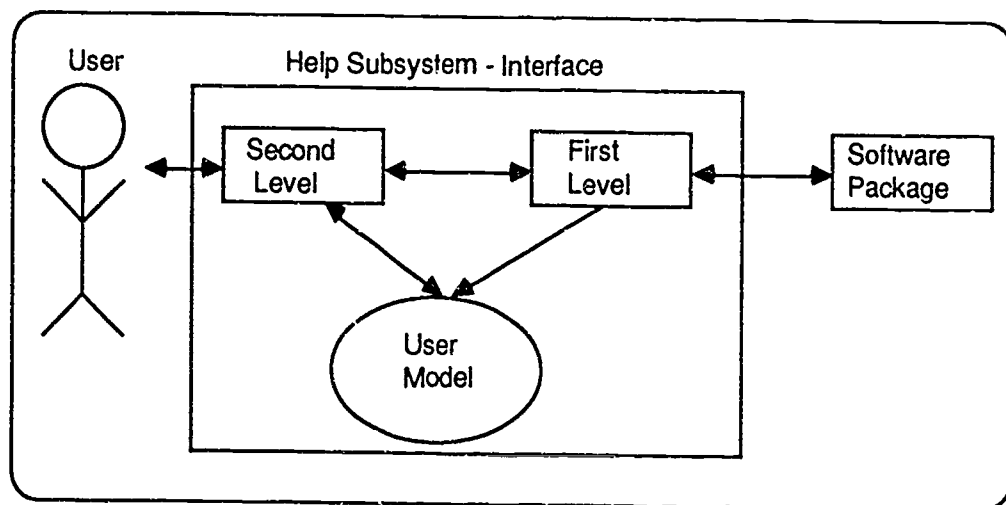 User
Help Subsystem - Interface
Second
Level
First
Level
Software
Package
User
Model